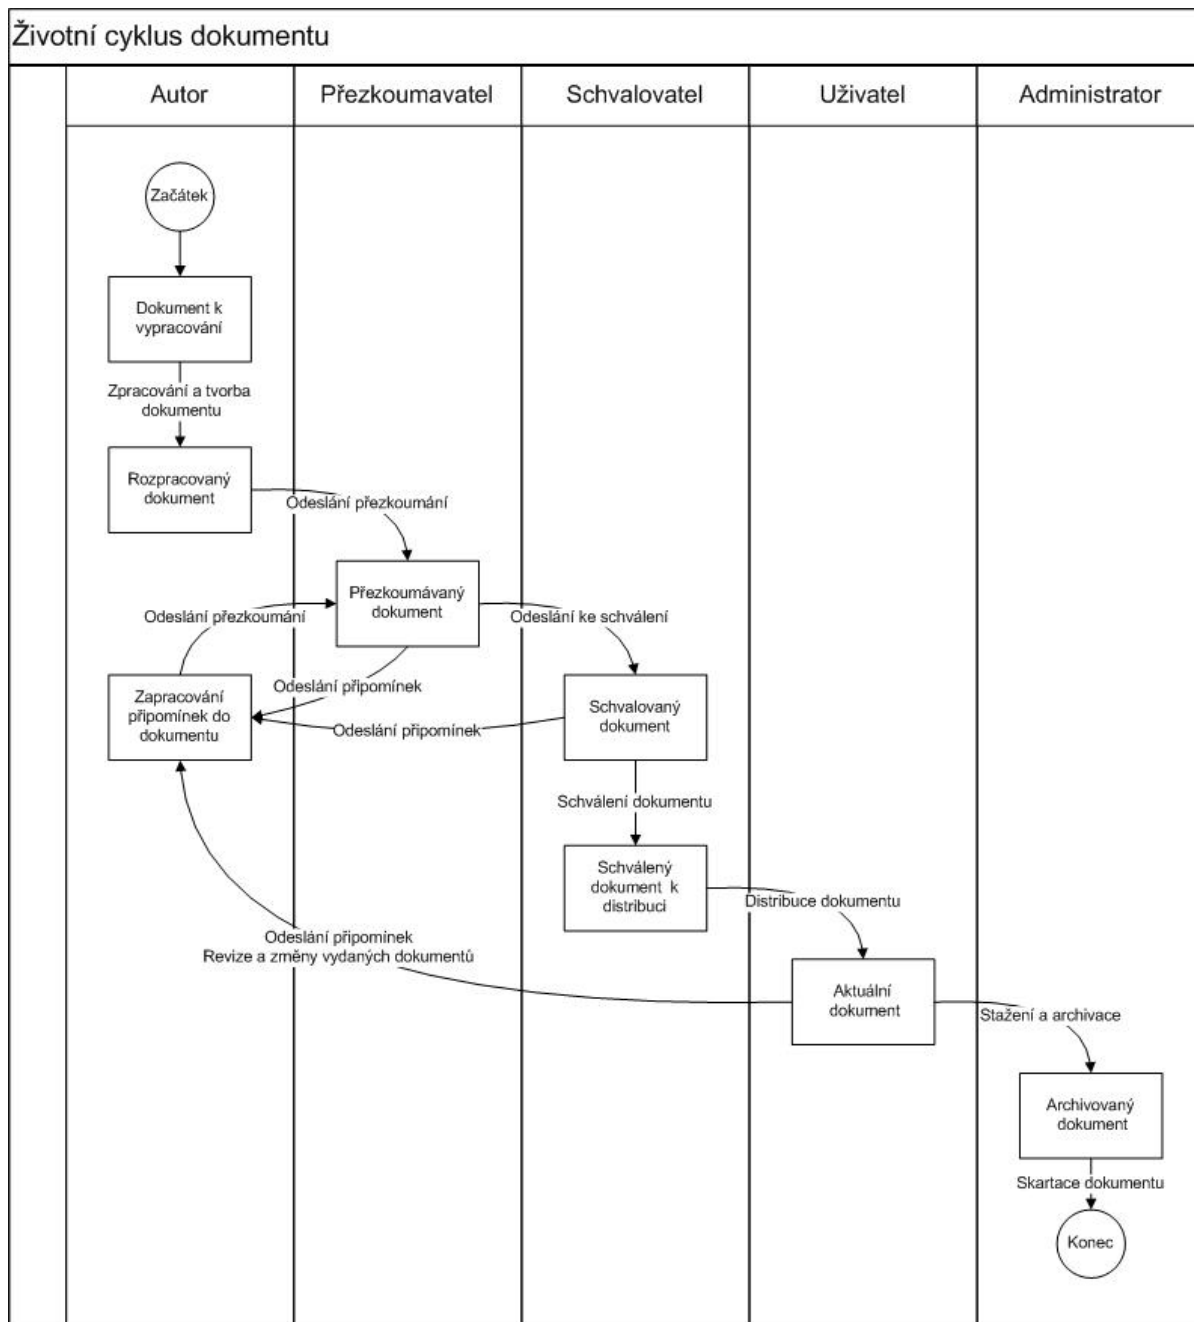 Životní cyklus dokumentu
Autor
Přezkoumavatel
Schvalovatel
Uživatel
Administrator
Začátek
Dokument k
vypracování
Zpracování a tvorba
dokumentu
Rozpracovaný
dokument
Odeslání přezkoumání
Přezkoumávaný
dokument
Odeslání přezkoumání
Odeslání ke schválení
Odeslání připomínek
Zapracování
připomínek do
dokumentu
Odeslání připomínek
Schvalovaný
dokument
Schválení dokumentu
Schválený
dokument k
distribuci
Distribuce dokumentu
Odeslání připomínek
Revize a změny vydaných dokumentů
Aktuální
dokument
Stažení a archivace
Archivovaný
dokument
Skartace dokumentu
Konec